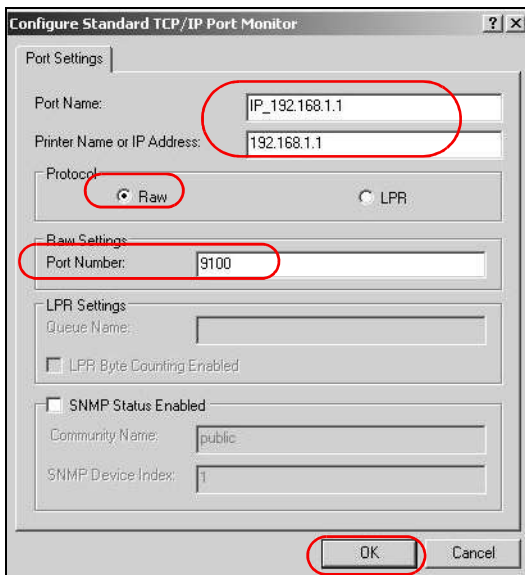 Configure Standard TCP/IP Port Monitor
Port Settings
Port Name: IP_192.168.1.1
Printer Name or IP Address: 192.168.1.1
Protocol
Raw LPR
Raw Settings
Port Number: 9100
LPR Settings
Queue Name:
LPR Byte Counting Enabled
SNMP Status Enabled
Community Name: public
SNMP Device Index: 1
OK Cancel